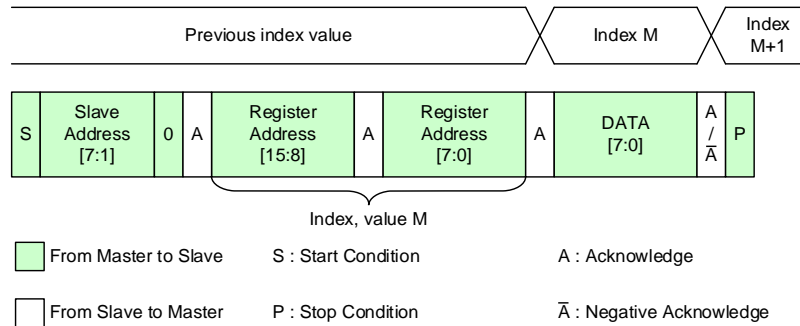 Previous index value
Index M
Index
M+1
S
Slave
Address
[7:1]
0
A
Register
Address
[15:8]
A
Register
Address
[7:0]
A
DATA
[7:0]
A
/
A̅
P
Index, value M
From Master to Slave
S : Start Condition
A : Acknowledge
From Slave to Master
P : Stop Condition
A̅ : Negative Acknowledge